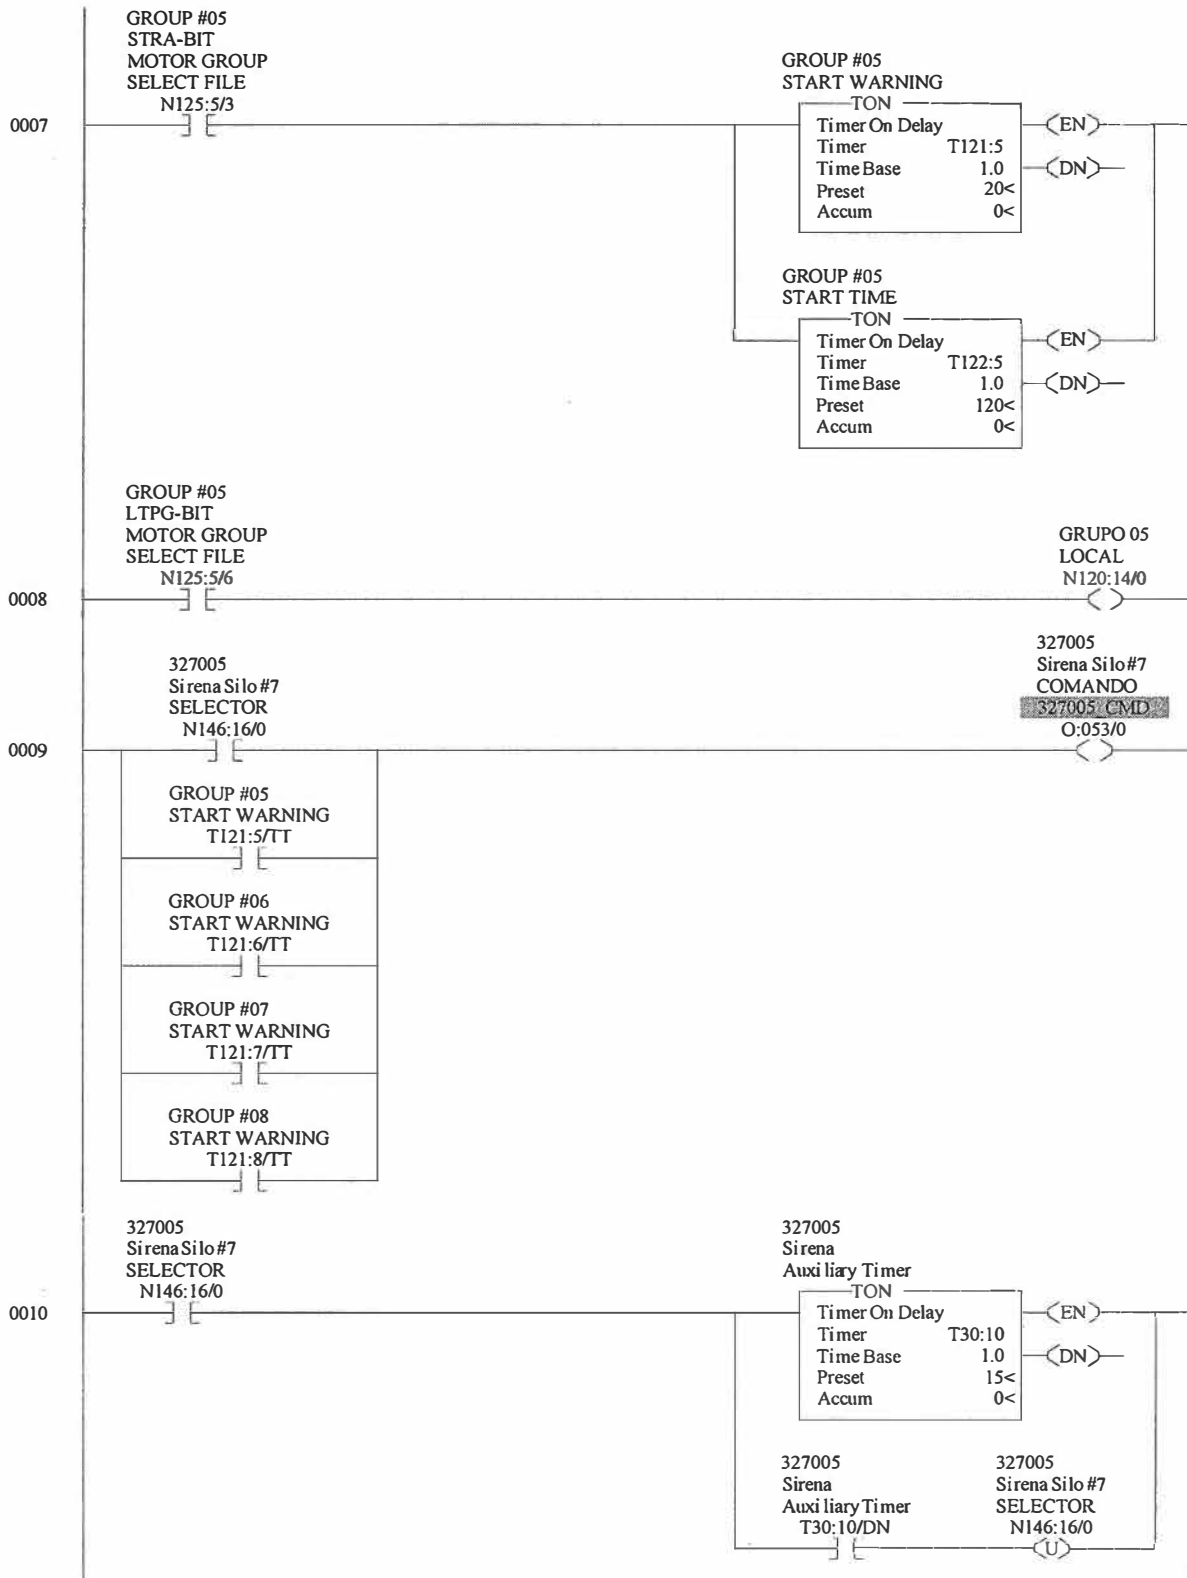 GROUP #05
STRA-BIT
MOTOR GROUP
SELECT FILE
N125:5/3
0007
GROUP #05
START WARNING
TON
Timer On Delay
Timer T121:5
Time Base 1.0
Preset 20<
Accum 0<
EN
DN
GROUP #05
START TIME
TON
Timer On Delay
Timer T122:5
Time Base 1.0
Preset 120<
Accum 0<
EN
DN
GROUP #05
LTPG-BIT
MOTOR GROUP
SELECT FILE
N125:5/6
0008
GRUPO 05
LOCAL
N120:14/0
327005
Sirena Silo #7
SELECTOR
N146:16/0
0009
327005
Sirena Silo #7
COMANDO
327005_CMD
O:053/0
GROUP #05
START WARNING
T121:5/TT
GROUP #06
START WARNING
T121:6/TT
GROUP #07
START WARNING
T121:7/TT
GROUP #08
START WARNING
T121:8/TT
327005
Sirena Silo #7
SELECTOR
N146:16/0
0010
327005
Sirena
Auxiliary Timer
TON
Timer On Delay
Timer T30:10
Time Base 1.0
Preset 15<
Accum 0<
EN
DN
327005
Sirena
Auxiliary Timer
T30:10/DN
327005
Sirena Silo #7
SELECTOR
N146:16/0
U